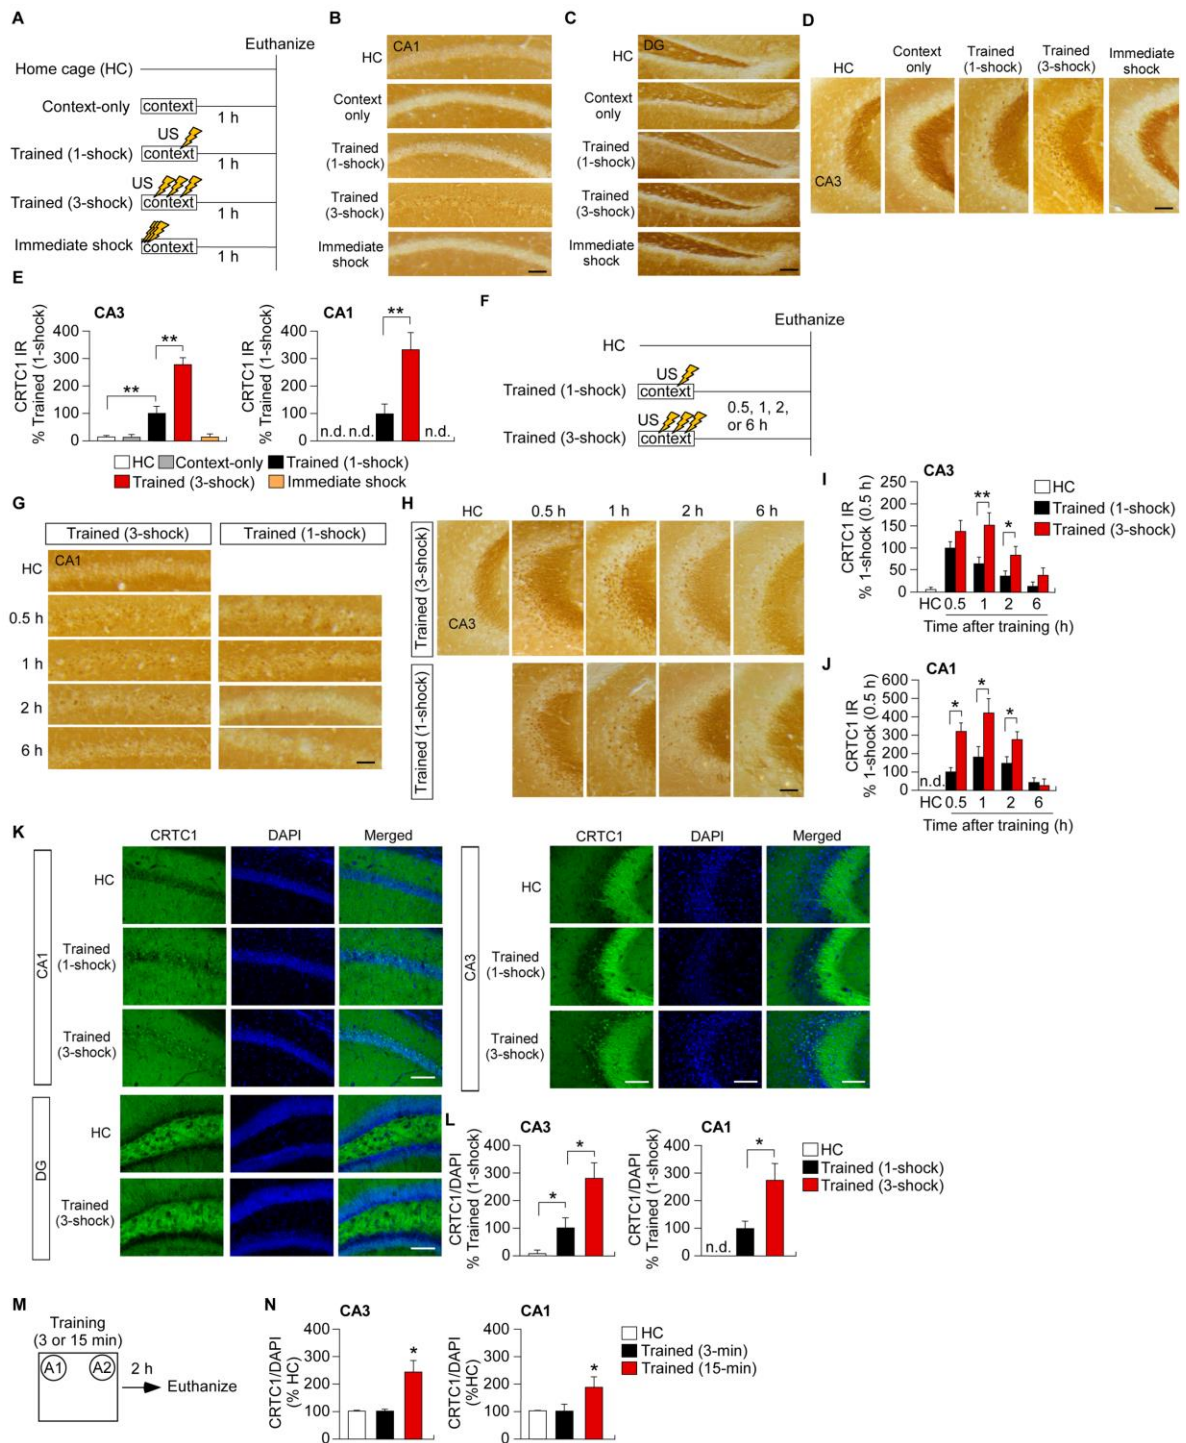 A
Euthanize
Home cage (HC)
Context-only
context
1 h
US
Trained (1-shock)
context
1 h
US
Trained (3-shock)
context
1 h
Immediate shock
context
1 h
B
HC
CA1
Context
only
Trained
(1-shock)
Trained
(3-shock)
Immediate
shock
C
HC
DG
Context
only
Trained
(1-shock)
Trained
(3-shock)
Immediate
shock
D
HC
Context
only
Trained
(1-shock)
Trained
(3-shock)
Immediate
shock
CA3
E
CA3
CRTC1 IR
% Trained (1-shock)
400
300
200
100
0
**
**
CA1
CRTC1 IR
% Trained (1-shock)
400
300
200
100
0
**
n.d. n.d.
n.d.
HC
Context-only
Trained (1-shock)
Trained (3-shock)
Immediate shock
F
Euthanize
HC
US
Trained (1-shock)
context
US
Trained (3-shock)
context
0.5, 1, 2,
or 6 h
G
Trained (3-shock)
Trained (1-shock)
HC
CA1
0.5 h
1 h
2 h
6 h
H
HC
0.5 h
1 h
2 h
6 h
Trained (3-shock)
CA3
Trained (1-shock)
I
CA3
CRTC1 IR
% 1-shock (0.5 h)
250
200
150
100
50
0
**
*
HC 0.5 1 2 6
Time after training (h)
HC
Trained (1-shock)
Trained (3-shock)
J
CA1
CRTC1 IR
% 1-shock (0.5 h)
600
500
400
300
200
100
0
*
*
*
n.d.
HC 0.5 1 2 6
Time after training (h)
K
CRTC1
DAPI
Merged
CA1
HC
Trained
(1-shock)
Trained
(3-shock)
CRTC1
DAPI
Merged
CA3
HC
Trained
(1-shock)
Trained
(3-shock)
DG
HC
Trained
(3-shock)
L
CA3
CRTC1/DAPI
% Trained (1-shock)
400
300
200
100
0
*
*
CA1
CRTC1/DAPI
% Trained (1-shock)
400
300
200
100
0
*
n.d.
HC
Trained (1-shock)
Trained (3-shock)
M
Training
(3 or 15 min)
A1
A2
2 h
Euthanize
N
CA3
CRTC1/DAPI
(% HC)
400
300
200
100
0
*
CA1
CRTC1/DAPI
(%HC)
400
300
200
100
0
*
HC
Trained (3-min)
Trained (15-min)